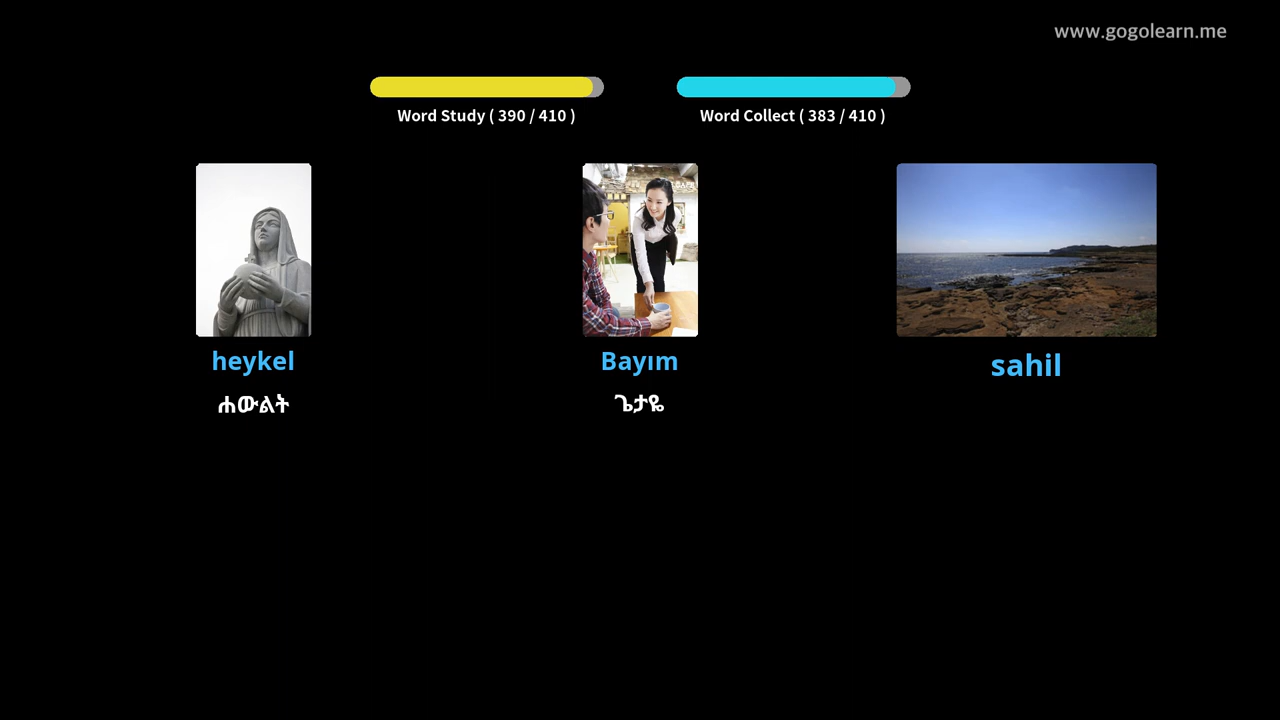 www.gogolearn.me
Word Study ( 390 / 410 )
Word Collect ( 383 / 410 )
heykel
Bayım
sahil
ሐውልት
ጌታዬ